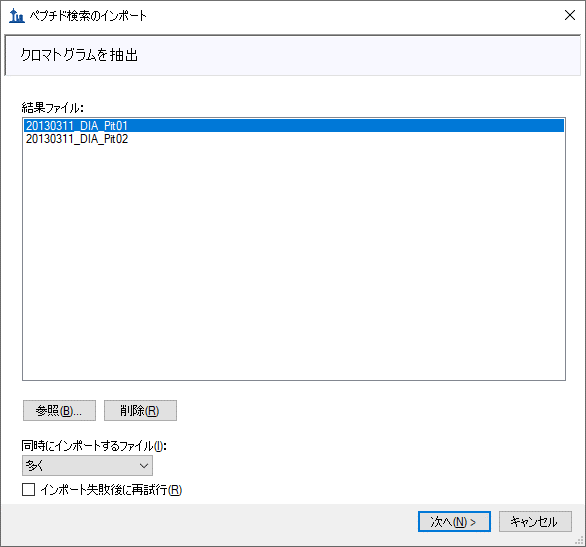 ペプチド検索のインポート
クロマトグラムを抽出
結果ファイル:
20130311_DIA_Pit01
20130311_DIA_Pit02
参照(B)... 削除(R)
同時にインポートするファイル(I):
多く
インポート失敗後に再試行(R)
次へ(N) > キャンセル